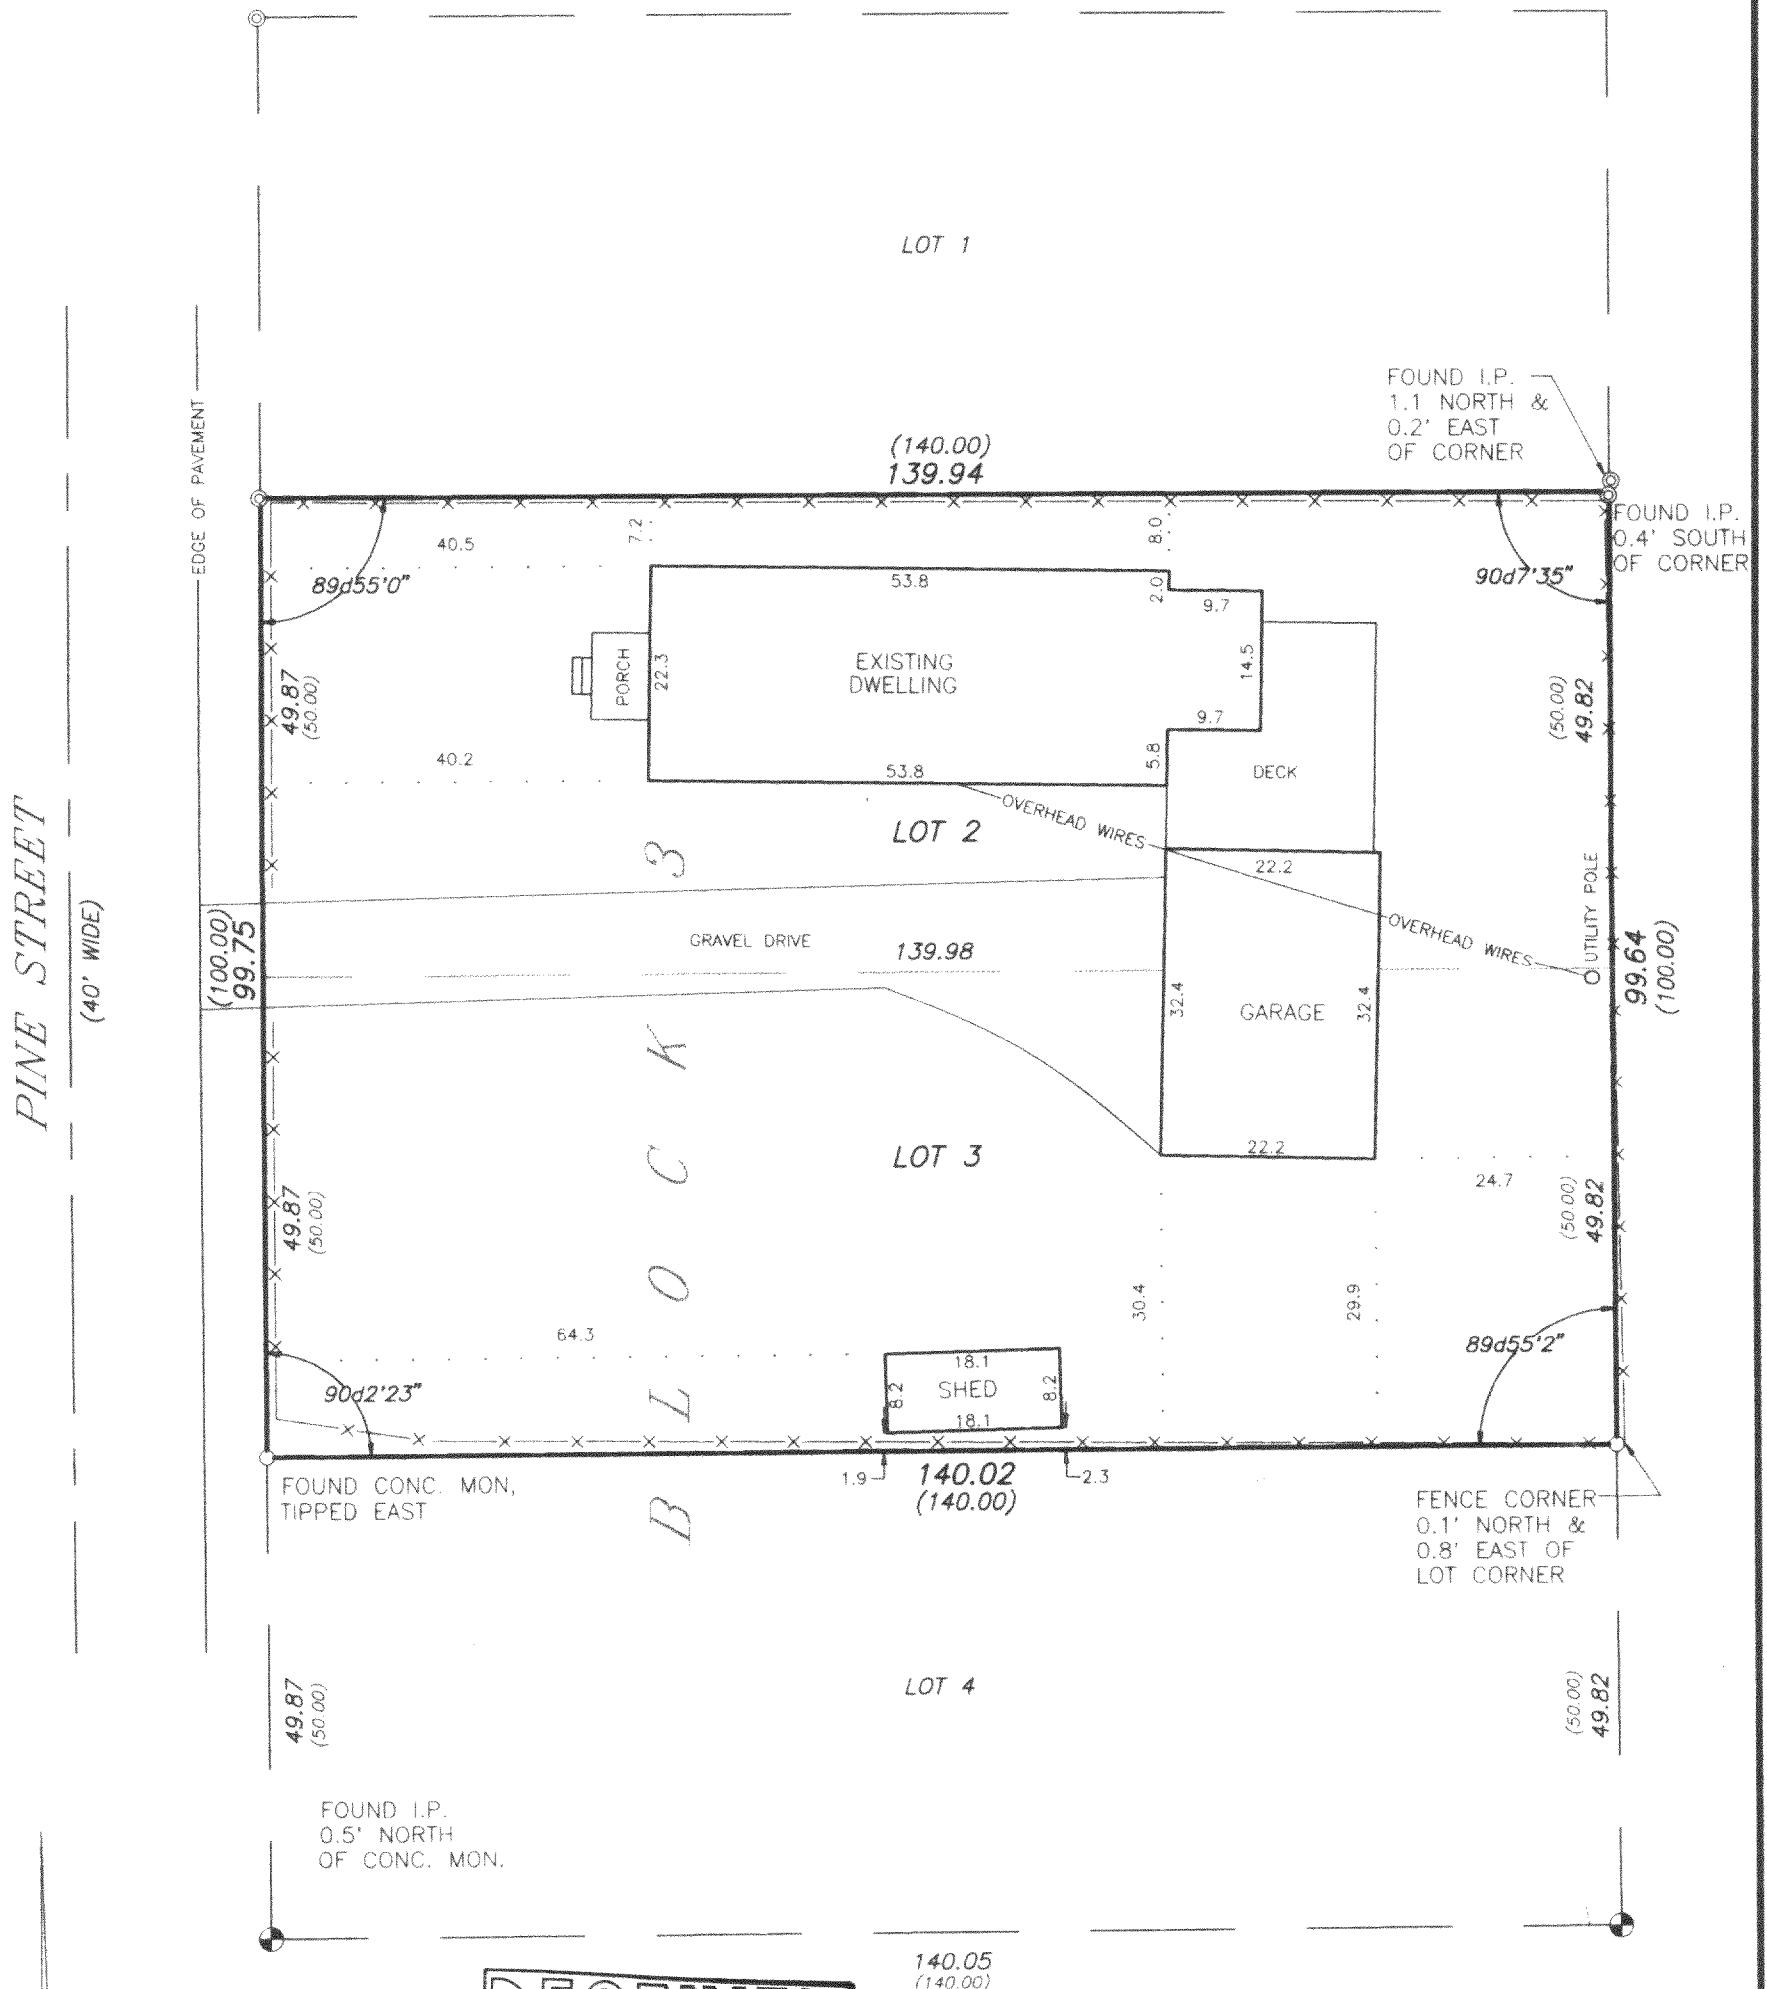 LOT 1
FOUND I.P.
1.1 NORTH &
0.2' EAST
OF CORNER
EDGE OF PAVEMENT
(140.00)
139.94
FOUND I.P.
0.4' SOUTH
OF CORNER
40.5
7.2
8.0
89d55'0"
90d7'35"
53.8
2.0
9.7
EXISTING
DWELLING
PORCH
22.3
14.5
49.87
(50.00)
(50.00)
49.82
9.7
40.2
53.8
5.8
DECK
OVERHEAD WIRES
LOT 2
22.2
UTILITY POLE
OVERHEAD WIRES
PINE STREET
(40' WIDE)
(100.00)
99.75
GRAVEL DRIVE
139.98
99.64
(100.00)
32.4
GARAGE
32.4
BLOCK 3
LOT 3
22.2
24.7
49.87
(50.00)
(50.00)
49.82
30.4
29.9
64.3
89d55'2"
90d2'23"
18.1
8.2
SHED
8.2
18.1
1.9
140.02
(140.00)
2.3
FOUND CONC. MON,
TIPPED EAST
FENCE CORNER
0.1' NORTH &
0.8' EAST OF
LOT CORNER
LOT 4
49.87
(50.00)
(50.00)
49.82
FOUND I.P.
0.5' NORTH
OF CONC. MON.
140.05
(140.00)